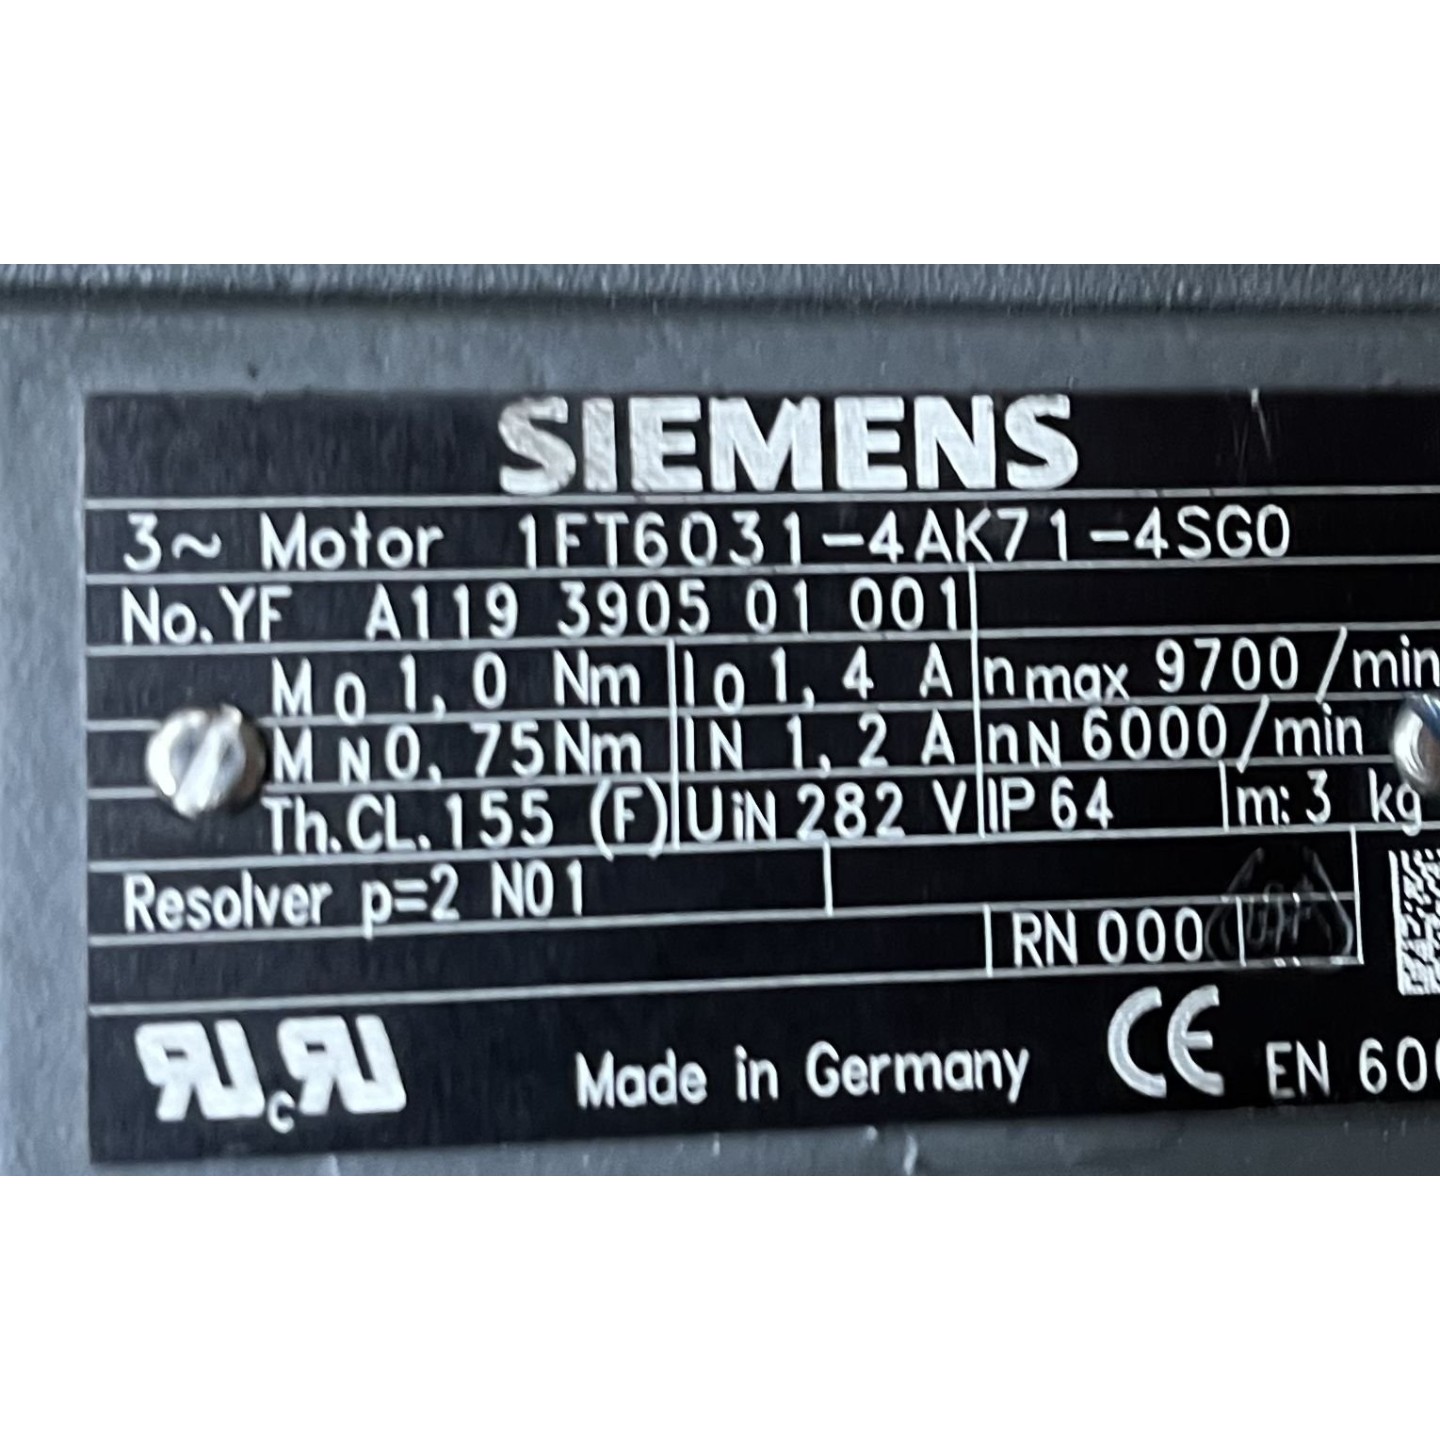 SIEMENS
3~ Motor 1FT6031-4AK71-4SG0
No.YF A119 3905 01 001
M0 1,0 Nm I0 1,4 A nmax 9700/min
MN 0,75Nm IN 1,2 A nN 6000/min
Th.CL.155 (F) UiN 282 V IP64 m: 3 kg
Resolver p=2 N01
RN 000
c
Made in Germany CE EN 60